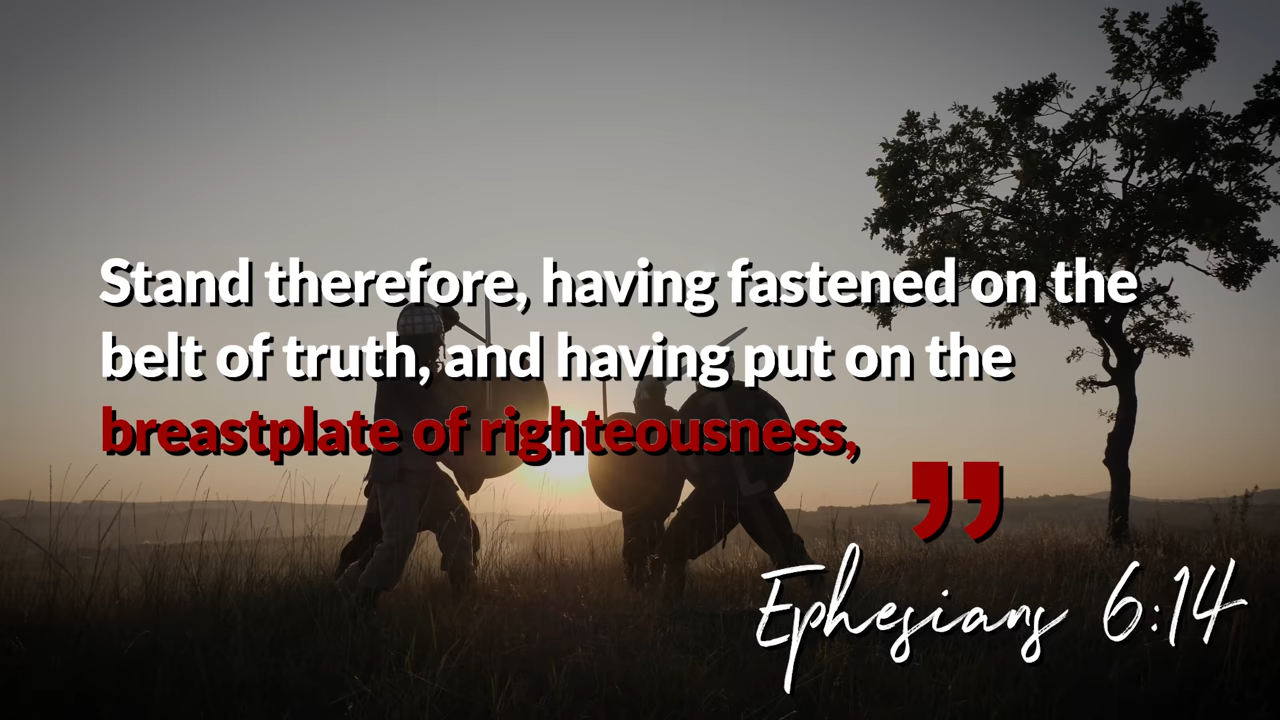 Stand therefore, having fastened on the
belt of truth, and having put on the
breastplate of righteousness,
”
Ephesians 6:14